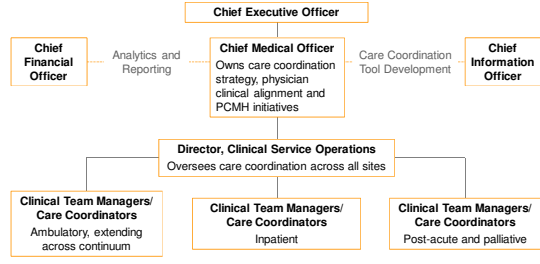 Chief Executive Officer
Chief
Financial
Officer
Analytics and
Reporting
Chief Medical Officer
Owns care coordination
strategy, physician
clinical alignment and
PCMH initiatives
Care Coordination
Tool Development
Chief
Information
Officer
Director, Clinical Service Operations
Oversees care coordination across all sites
Clinical Team Managers/
Care Coordinators
Ambulatory, extending
across continuum
Clinical Team Managers/
Care Coordinators
Inpatient
Clinical Team Managers/
Care Coordinators
Post-acute and palliative